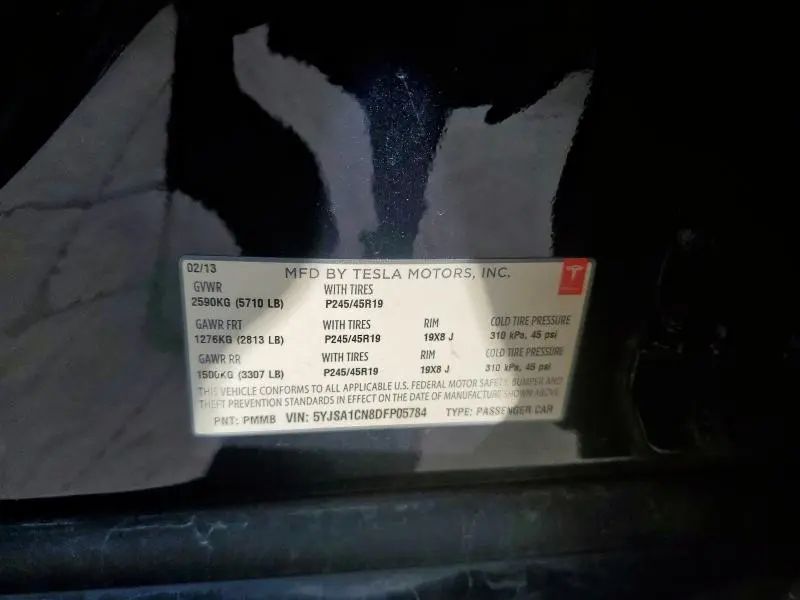 02/13 MFD BY TESLA MOTORS, INC.
GVWR WITH TIRES
2590KG (5710 LB) P245/45R19
GAWR FRT WITH TIRES RIM COLD TIRE PRESSURE
1276KG (2813 LB) P245/45R19 19X8 J 310 kPa, 45 psi
GAWR RR WITH TIRES RIM COLD TIRE PRESSURE
1500KG (3307 LB) P245/45R19 19X8 J 310 kPa, 45 psi
THIS VEHICLE CONFORMS TO ALL APPLICABLE U.S. FEDERAL MOTOR SAFETY, BUMPER AND
THEFT PREVENTION STANDARDS IN EFFECT ON THE DATE OF MANUFACTURE SHOWN ABOVE.
PNT: PMMB VIN: 5YJSA1CN8DFP05784 TYPE: PASSENGER CAR